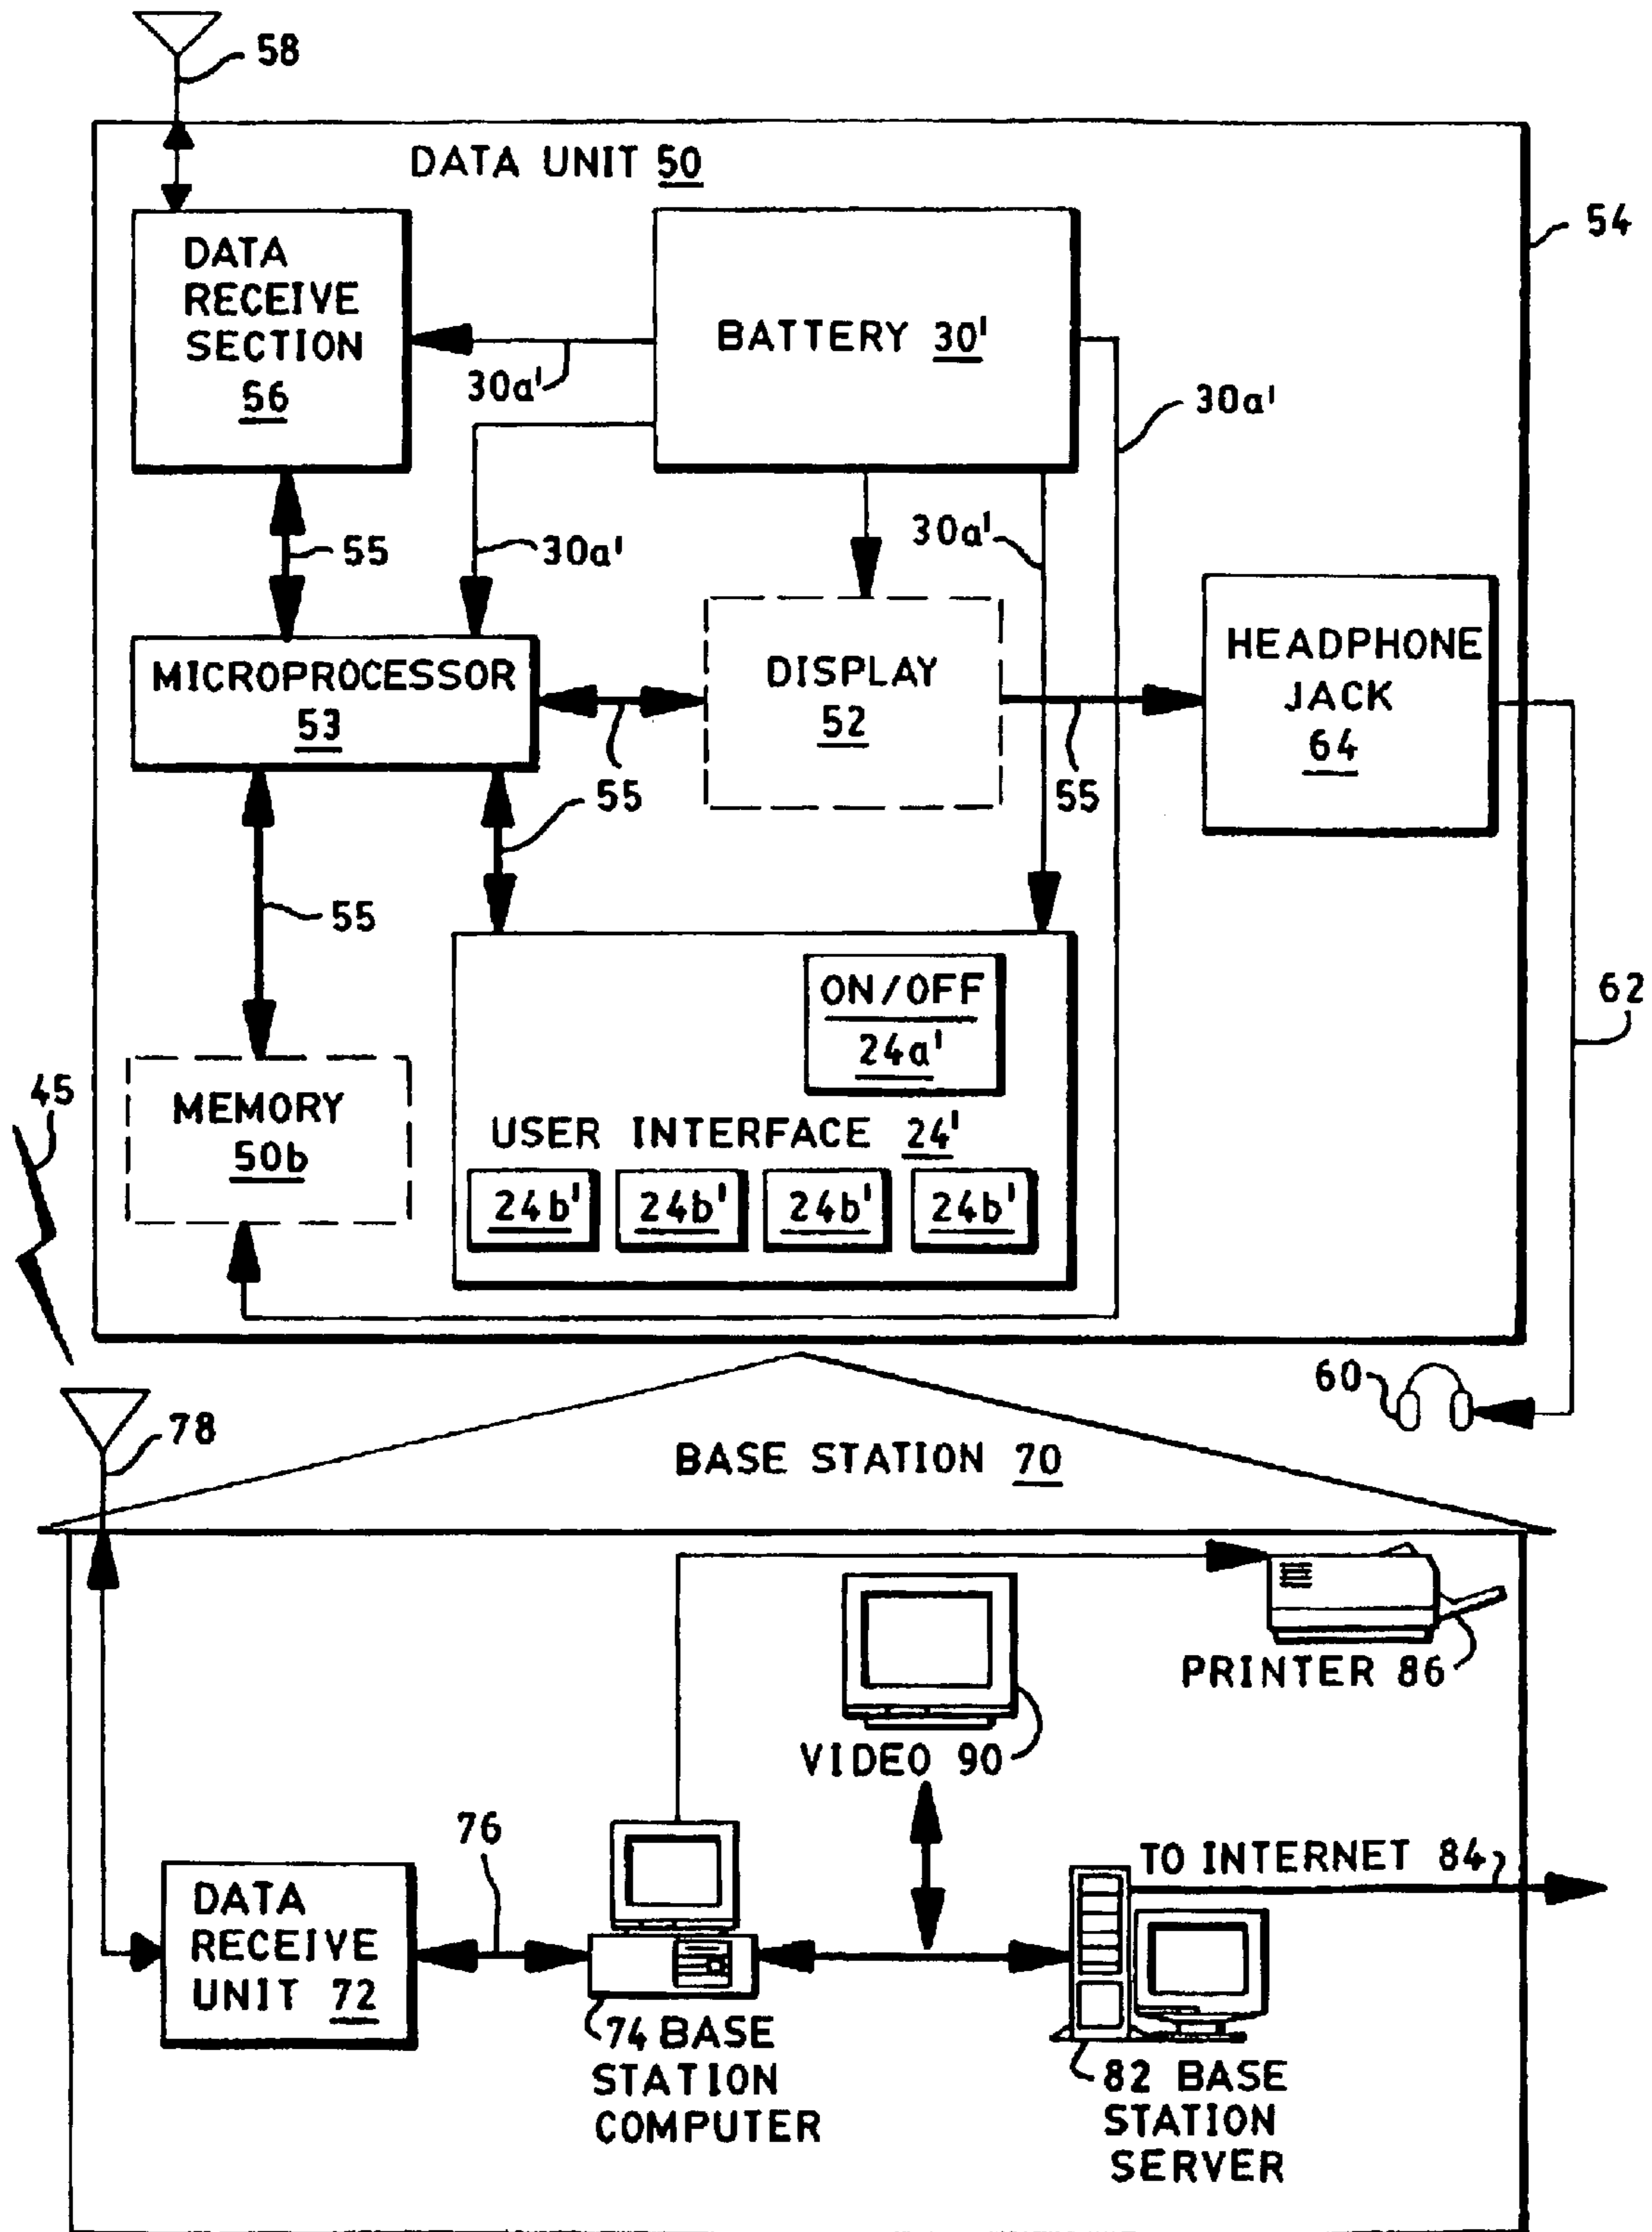 58
DATA UNIT 50
54
DATA
RECEIVE
SECTION
56
BATTERY 30'
30a'
30a'
55
30a'
30a'
MICROPROCESSOR
53
DISPLAY
52
HEADPHONE
JACK
64
55
55
55
55
ON/OFF
24a'
62
45
MEMORY
50b
USER INTERFACE 24'
24b' 24b' 24b' 24b'
60
78
BASE STATION 70
PRINTER 86
VIDEO 90
76
TO INTERNET 84
DATA
RECEIVE
UNIT 72
74 BASE
STATION
COMPUTER
82 BASE
STATION
SERVER